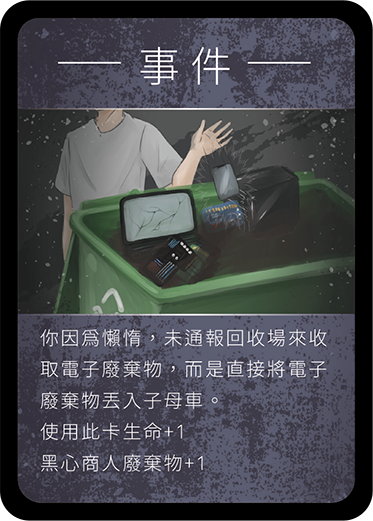 事件
你因為懶惰，未通報回收場來收
取電子廢棄物，而是直接將電子
廢棄物丟入子母車。
使用此卡生命+1
黑心商人廢棄物+1